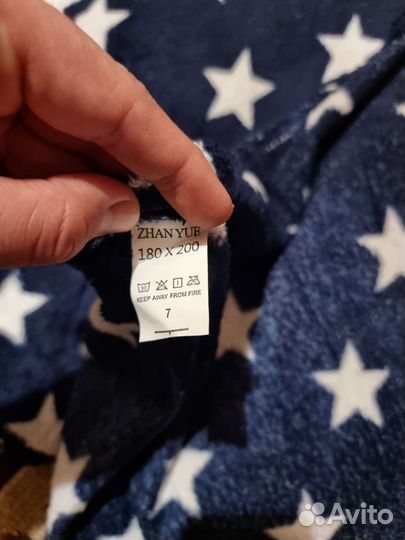 ZHAN YUE
180 X 200
KEEP AWAY FROM FIRE
7
Avito